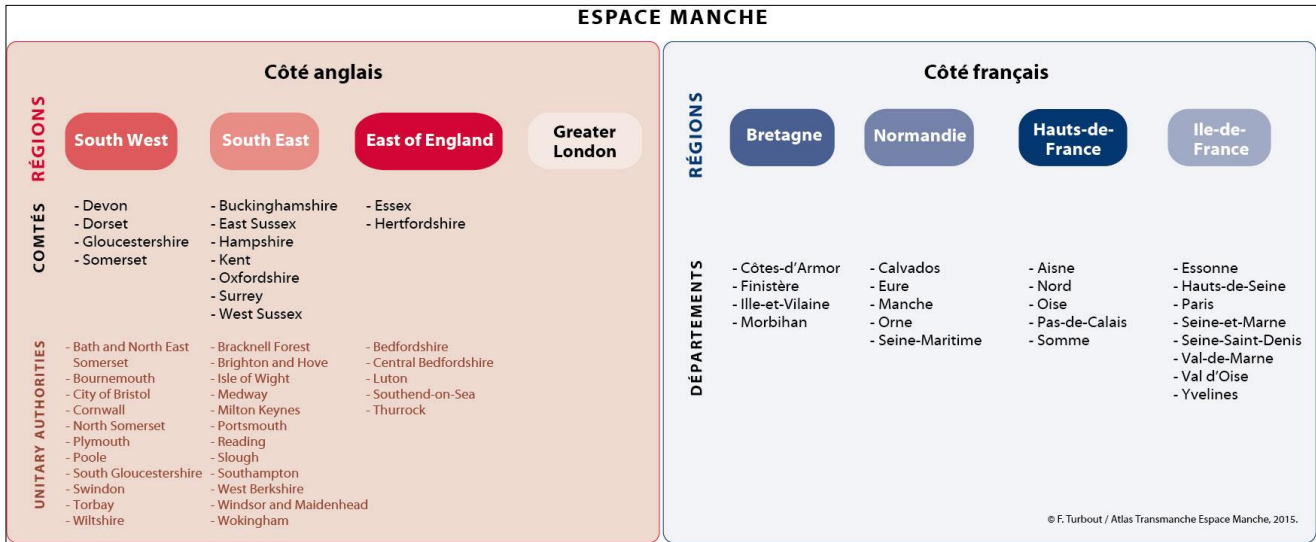 ESPACE MANCHE
Côté anglais
RÉGIONS
South West
South East
East of England
Greater
London
COMTÉS
- Devon
- Dorset
- Gloucestershire
- Somerset
- Buckinghamshire
- East Sussex
- Hampshire
- Kent
- Oxfordshire
- Surrey
- West Sussex
- Essex
- Hertfordshire
UNITARY AUTHORITIES
- Bath and North East
Somerset
- Bournemouth
- City of Bristol
- Cornwall
- North Somerset
- Plymouth
- Poole
- South Gloucestershire
- Swindon
- Torbay
- Wiltshire
- Bracknell Forest
- Brighton and Hove
- Isle of Wight
- Medway
- Milton Keynes
- Portsmouth
- Reading
- Slough
- Southampton
- West Berkshire
- Windsor and Maidenhead
- Wokingham
- Bedfordshire
- Central Bedfordshire
- Luton
- Southend-on-Sea
- Thurrock
Côté français
RÉGIONS
Bretagne
Normandie
Hauts-de-
France
Ile-de-
France
DÉPARTEMENTS
- Côtes-d'Armor
- Finistère
- Ille-et-Vilaine
- Morbihan
- Calvados
- Eure
- Manche
- Orne
- Seine-Maritime
- Aisne
- Nord
- Oise
- Pas-de-Calais
- Somme
- Essonne
- Hauts-de-Seine
- Paris
- Seine-et-Marne
- Seine-Saint-Denis
- Val-de-Marne
- Val d'Oise
- Yvelines
© F. Turbout / Atlas Transmanche Espace Manche, 2015.